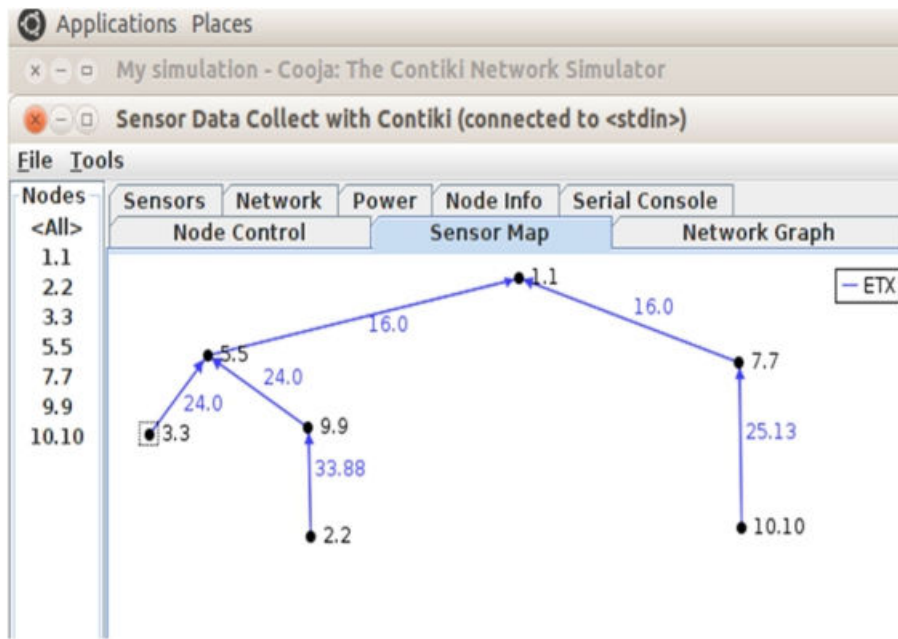 Applications Places
My simulation - Cooja: The Contiki Network Simulator
Sensor Data Collect with Contiki (connected to <stdin>)
File Tools
Nodes
<All>
1.1
2.2
3.3
5.5
7.7
9.9
10.10
Sensors Network Power Node Info Serial Console
Node Control Sensor Map Network Graph
1.1
ETX
16.0
16.0
5.5
7.7
24.0
24.0
3.3
9.9
25.13
33.88
2.2
10.10